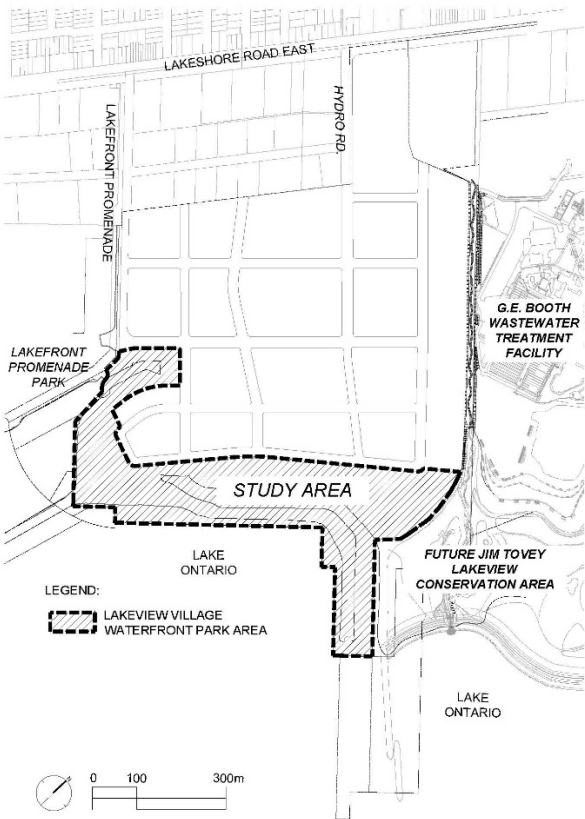 LAKESHORE ROAD EAST
LAKEFRONT PROMENADE
HYDRO RD.
G.E. BOOTH
WASTEWATER
TREATMENT
FACILITY
LAKEFRONT
PROMENADE
PARK
STUDY AREA
LAKE
ONTARIO
FUTURE JIM TOVEY
LAKEVIEW
CONSERVATION AREA
LEGEND:
LAKEVIEW VILLAGE
WATERFRONT PARK AREA
LAKE
ONTARIO
0 100 300m